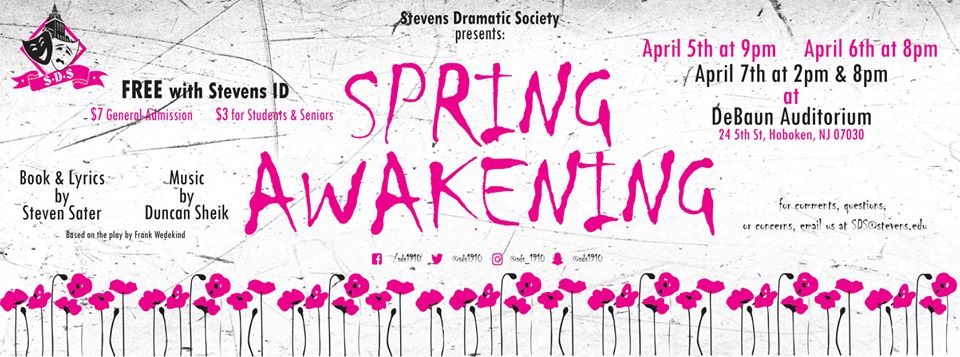 S·D·S
Stevens Dramatic Society
presents:
SPRING
AWAKENING
FREE with Stevens ID
$7 General Admission $3 for Students & Seniors
Book & Lyrics
by
Steven Sater
Music
by
Duncan Sheik
Based on the play by Frank Wedekind
April 5th at 9pm April 6th at 8pm
April 7th at 2pm & 8pm
at
DeBaun Auditorium
24 5th St, Hoboken, NJ 07030
for comments, questions,
or concerns, email us at SDS@stevens.edu
/sds1910 @sds1910 @sds_1910 @sds1910